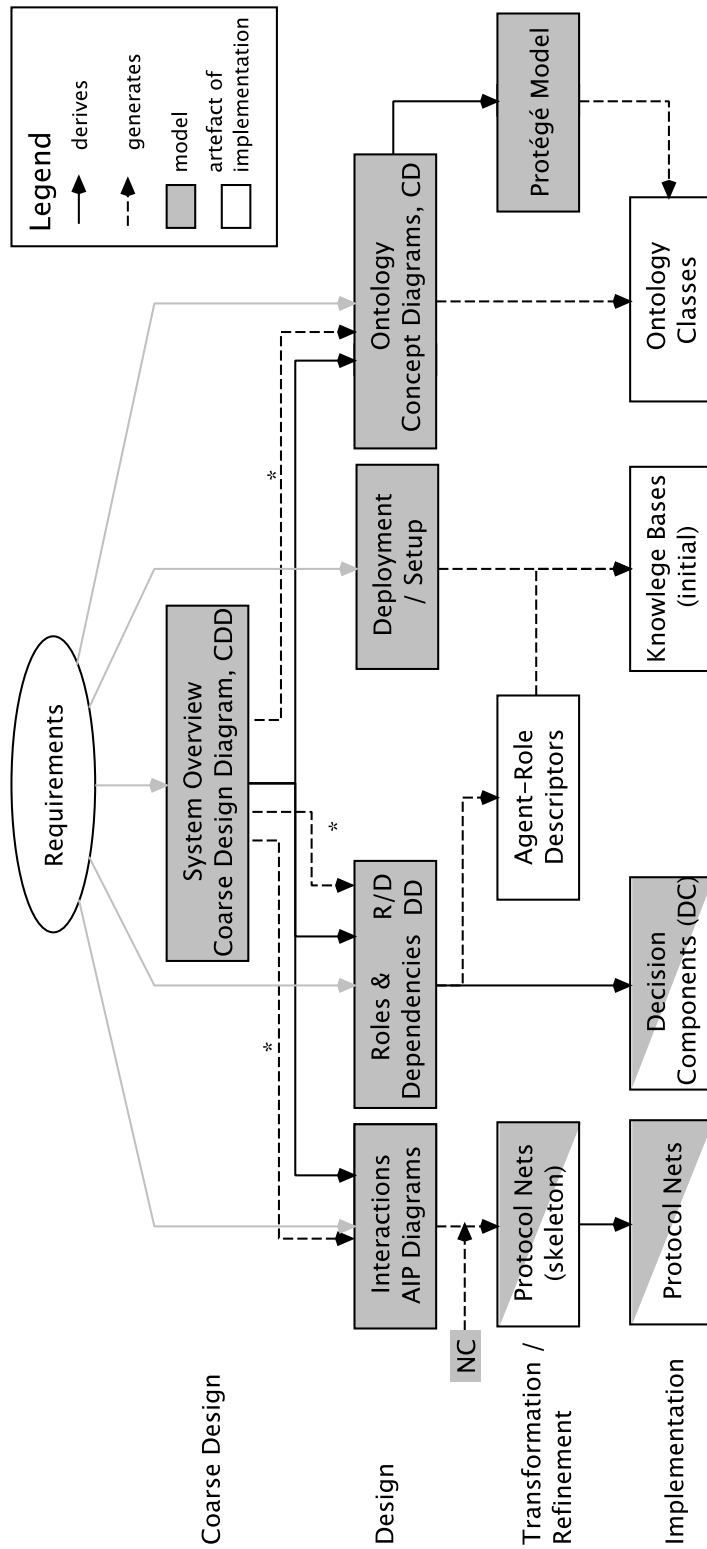 Requirements
Legend
derives
generates
model
artefact of
implementation
Coarse Design
System Overview
Coarse Design Diagram, CDD
*
*
*
Design
Interactions
AIP Diagrams
Roles & R/D
Dependencies DD
Deployment
/ Setup
Ontology
Concept Diagrams, CD
NC
Transformation /
Refinement
Protocol Nets
(skeleton)
Agent-Role
Descriptors
Protégé Model
Implementation
Protocol Nets
Decision
Components (DC)
Knowlege Bases
(initial)
Ontology
Classes